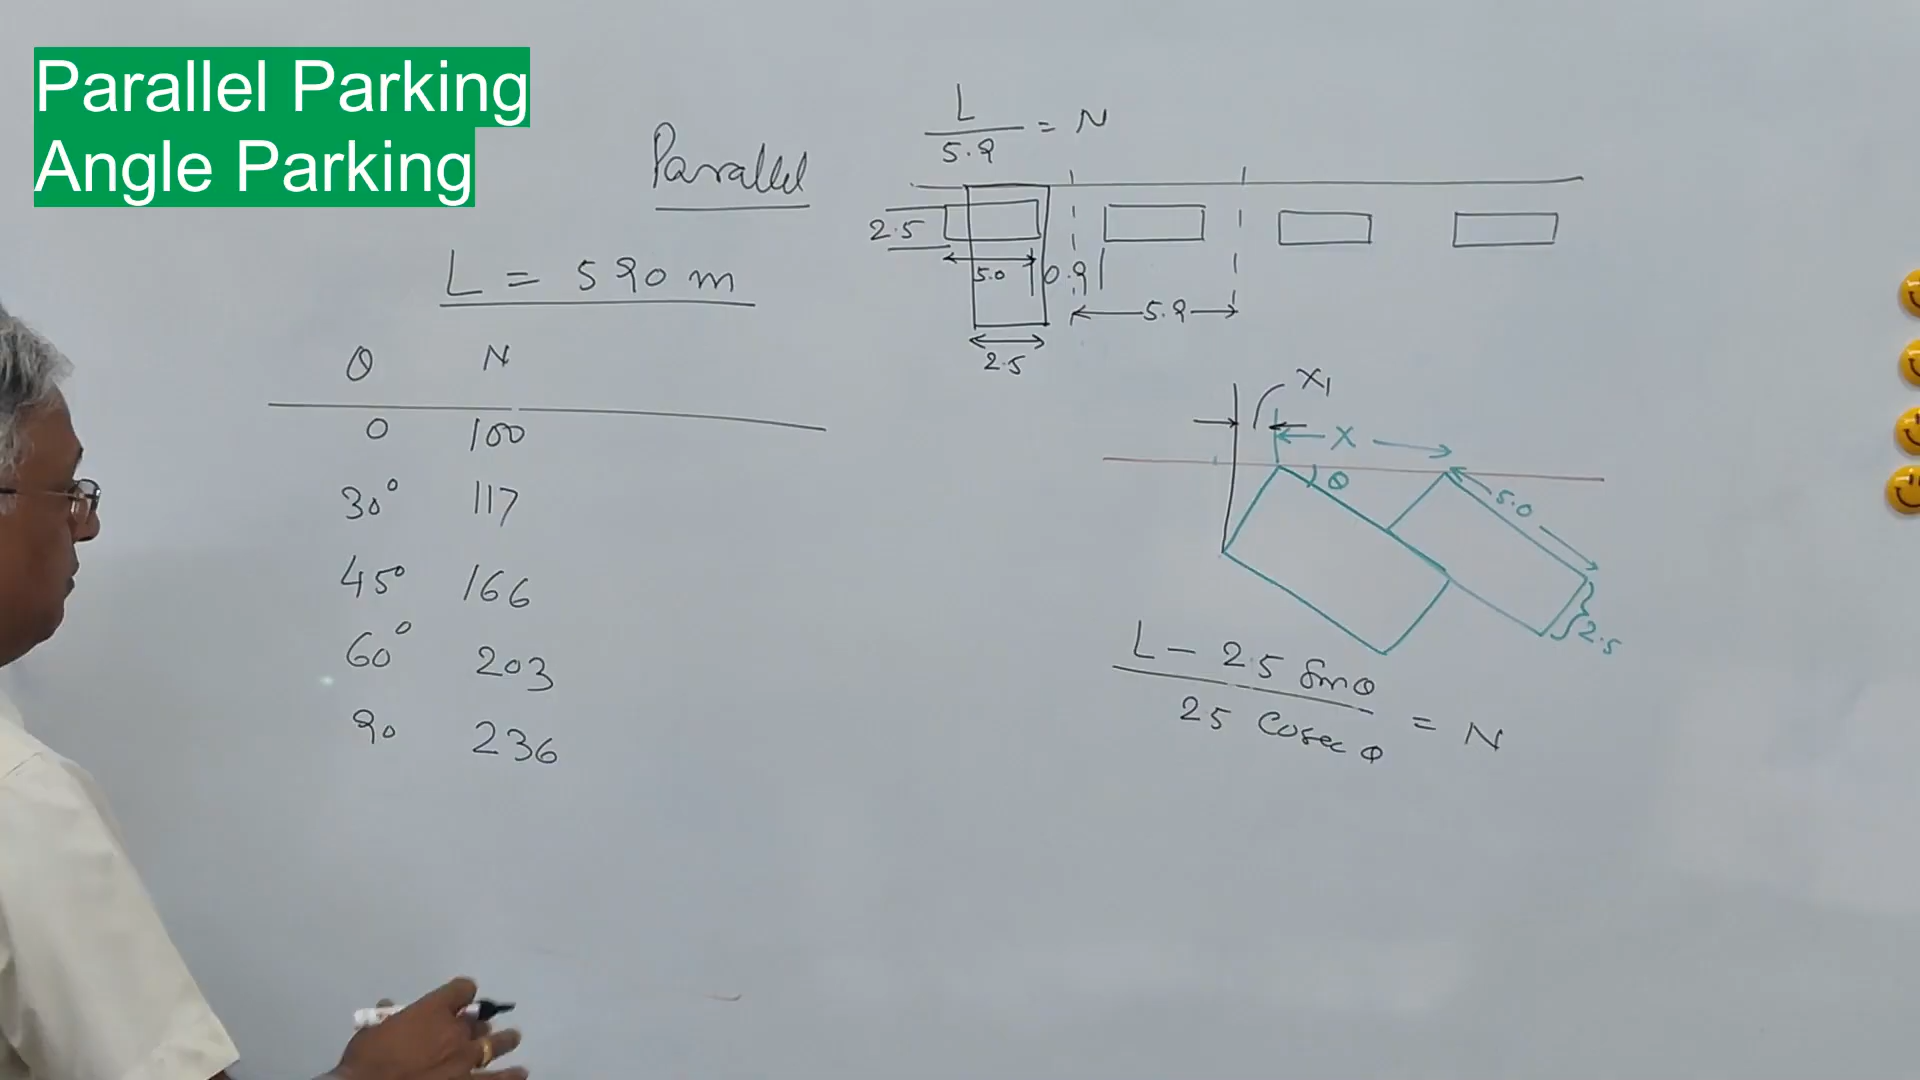 Parallel Parking
Angle Parking
Parallel
L / 5.9 = N
L = 590 m
2.5
5.0
0.9
5.9
2.5
θ N
0 100
30° 117
45° 166
60° 203
90 236
X1
X
θ
5.0
2.5
L - 2.5 Sinθ / 2.5 Cosec θ = N